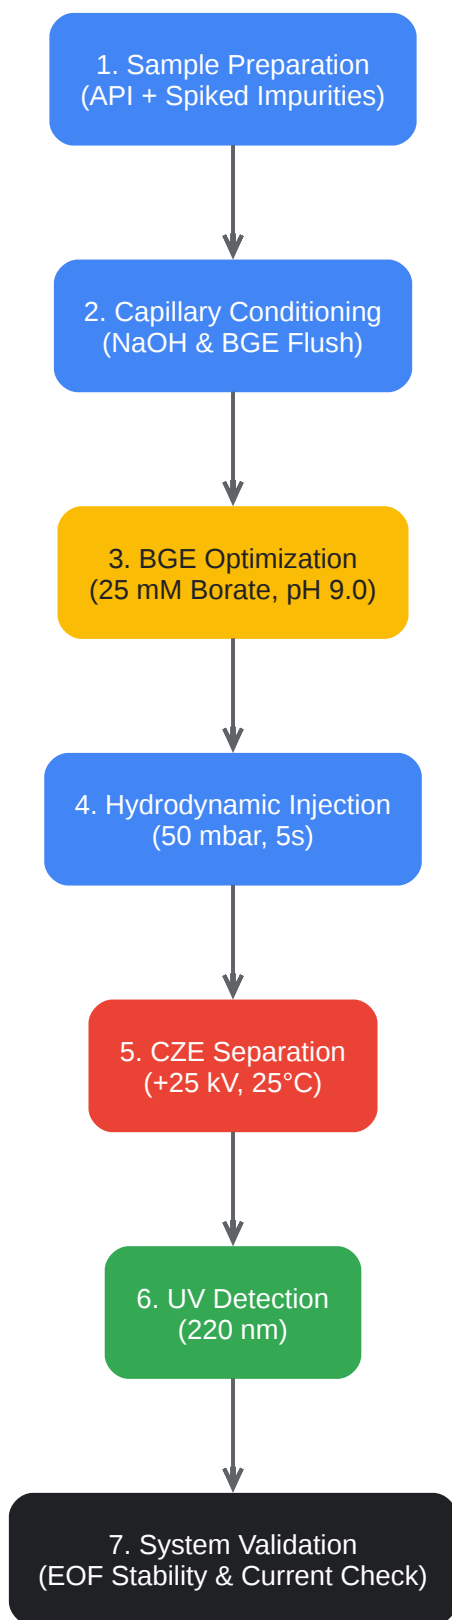 1. Sample Preparation
(API + Spiked Impurities)
2. Capillary Conditioning
(NaOH & BGE Flush)
3. BGE Optimization
(25 mM Borate, pH 9.0)
4. Hydrodynamic Injection
(50 mbar, 5s)
5. CZE Separation
(+25 kV, 25°C)
6. UV Detection
(220 nm)
7. System Validation
(EOF Stability & Current Check)